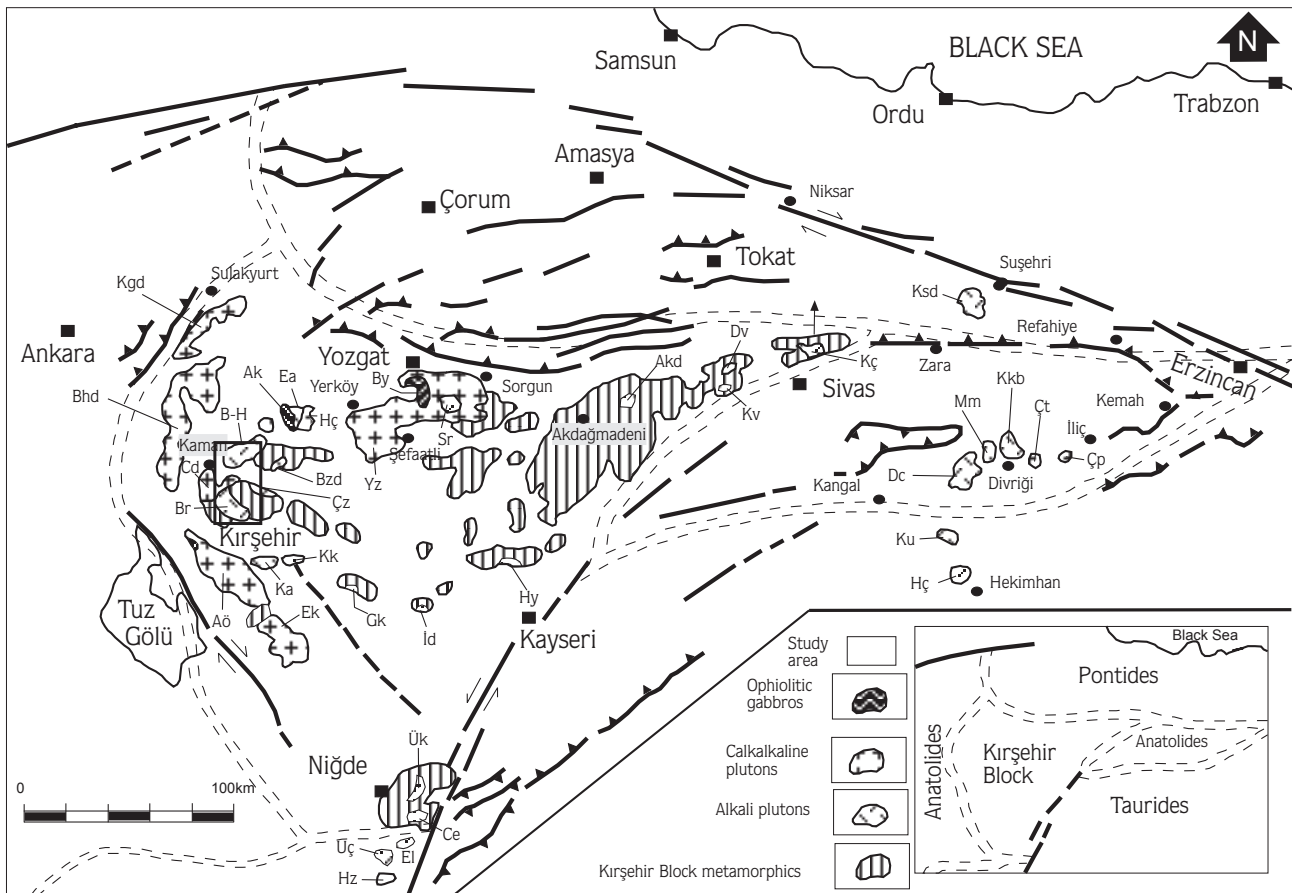 Samsun
BLACK SEA
N
Ordu
Trabzon
Amasya
Çorum
Niksar
Tokat
Suşehri
Sulakyurt
Kgd
Ksd
Ankara
Yozgat
Dv
Refahiye
Akd
Kç
Zara
Erzincan
Sivas
Ak
Ea
Yerköy
By
Sorgun
Bhd
Hç
B-H
Kv
Kemah
Kkb
Mm
Çt
İliç
Kaman
Sr
Akdağmadeni
Şefaatli
Cd
Bzd
Yz
Çp
Dc
Divriği
Kangal
Çz
Br
Kırşehir
Kk
Ku
Ka
Hç
Hekimhan
Tuz
Gölü
Aö
Ek
Gk
İd
Hy
Kayseri
Niğde
Ük
Ce
Uç
El
Hz
0
100km
Study
area
Ophiolitic
gabbros
Calkalkaline
plutons
Alkali plutons
Kırşehir Block metamorphics
Black Sea
Pontides
Anatolides
Kırşehir
Block
Anatolides
Taurides